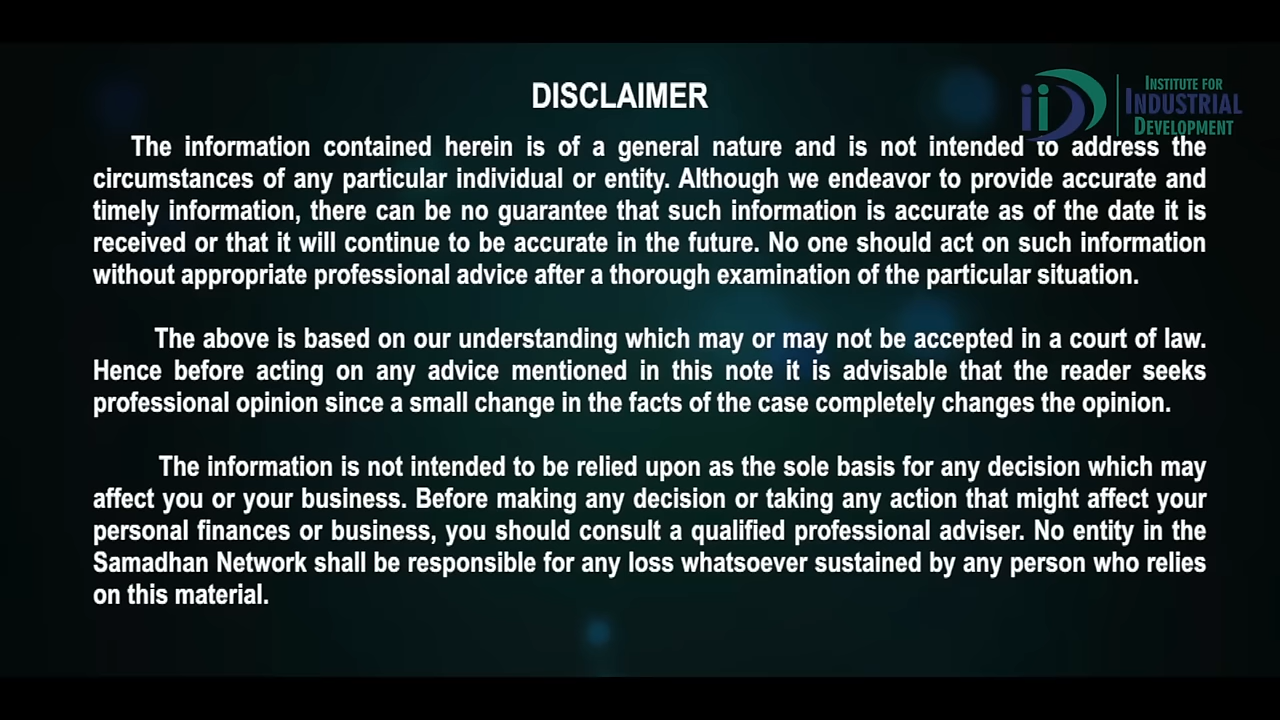 DISCLAIMER
INSTITUTE FOR
INDUSTRIAL
DEVELOPMENT
iiD
The information contained herein is of a general nature and is not intended to address the
circumstances of any particular individual or entity. Although we endeavor to provide accurate and
timely information, there can be no guarantee that such information is accurate as of the date it is
received or that it will continue to be accurate in the future. No one should act on such information
without appropriate professional advice after a thorough examination of the particular situation.
The above is based on our understanding which may or may not be accepted in a court of law.
Hence before acting on any advice mentioned in this note it is advisable that the reader seeks
professional opinion since a small change in the facts of the case completely changes the opinion.
The information is not intended to be relied upon as the sole basis for any decision which may
affect you or your business. Before making any decision or taking any action that might affect your
personal finances or business, you should consult a qualified professional adviser. No entity in the
Samadhan Network shall be responsible for any loss whatsoever sustained by any person who relies
on this material.